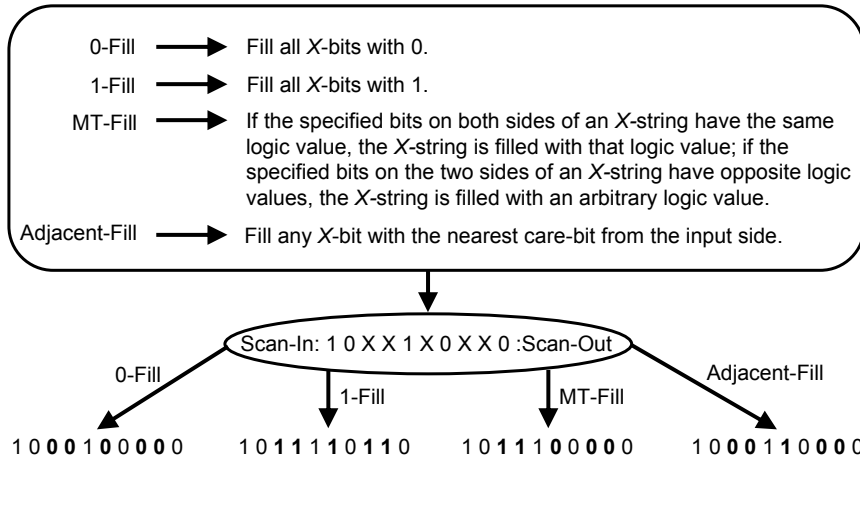 0-Fill Fill all X-bits with 0.
1-Fill Fill all X-bits with 1.
MT-Fill If the specified bits on both sides of an X-string have the same
logic value, the X-string is filled with that logic value; if the
specified bits on the two sides of an X-string have opposite logic
values, the X-string is filled with an arbitrary logic value.
Adjacent-Fill Fill any X-bit with the nearest care-bit from the input side.
Scan-In: 1 0 X X 1 X 0 X X 0 :Scan-Out
0-Fill
1-Fill
MT-Fill
Adjacent-Fill
1 0 0 0 1 0 0 0 0 0
1 0 1 1 1 1 0 1 1 0
1 0 1 1 1 0 0 0 0 0
1 0 0 0 1 1 0 0 0 0